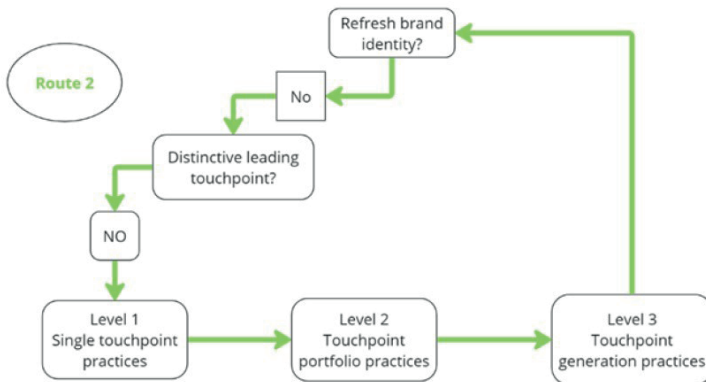 Refresh brand
identity?
Route 2
No
Distinctive leading
touchpoint?
NO
Level 1
Single touchpoint
practices
Level 2
Touchpoint
portfolio practices
Level 3
Touchpoint
generation practices